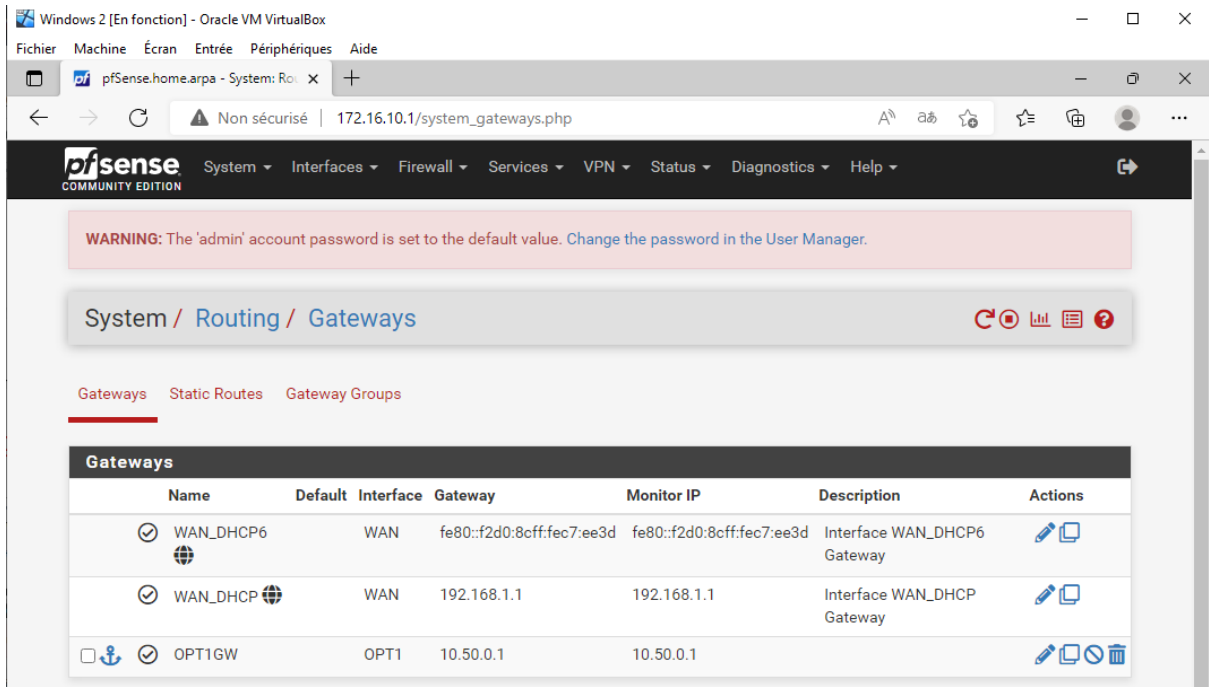 Windows 2 [En fonction] - Oracle VM VirtualBox
Fichier Machine Écran Entrée Périphériques Aide
pfSense.home.arpa - System: Rou
Non sécurisé | 172.16.10.1/system_gateways.php
pfsense System Interfaces Firewall Services VPN Status Diagnostics Help
COMMUNITY EDITION
WARNING: The 'admin' account password is set to the default value. Change the password in the User Manager.
System / Routing / Gateways
Gateways Static Routes Gateway Groups
Gateways
Name Default Interface Gateway Monitor IP Description Actions
WAN_DHCP6 WAN fe80::f2d0:8cff:fec7:ee3d fe80::f2d0:8cff:fec7:ee3d Interface WAN_DHCP6
Gateway
WAN_DHCP WAN 192.168.1.1 192.168.1.1 Interface WAN_DHCP
Gateway
OPT1GW OPT1 10.50.0.1 10.50.0.1